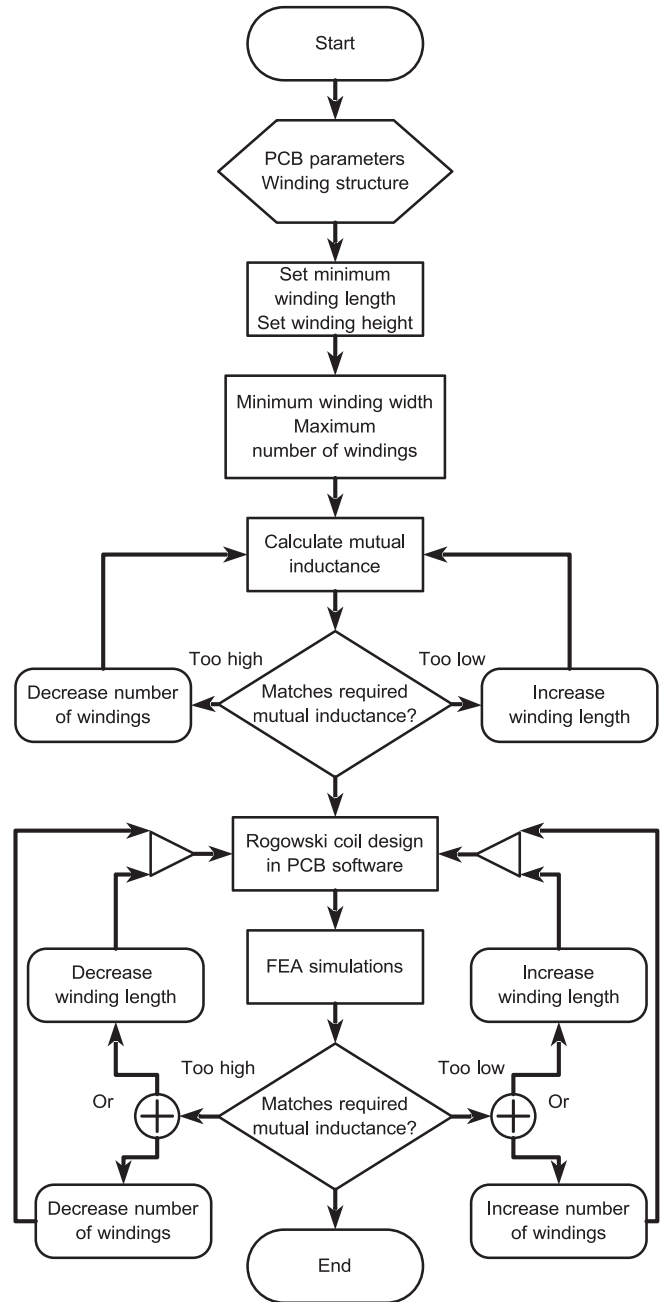 Start
PCB parameters
Winding structure
Set minimum
winding length
Set winding height
Minimum winding width
Maximum
number of windings
Calculate mutual
inductance
Too high
Too low
Decrease number
of windings
Matches required
mutual inductance?
Increase
winding length
Rogowski coil design
in PCB software
Decrease
winding length
FEA simulations
Increase
winding length
Too high
Too low
Or
Matches required
mutual inductance?
Or
Decrease number
of windings
Increase number
of windings
End